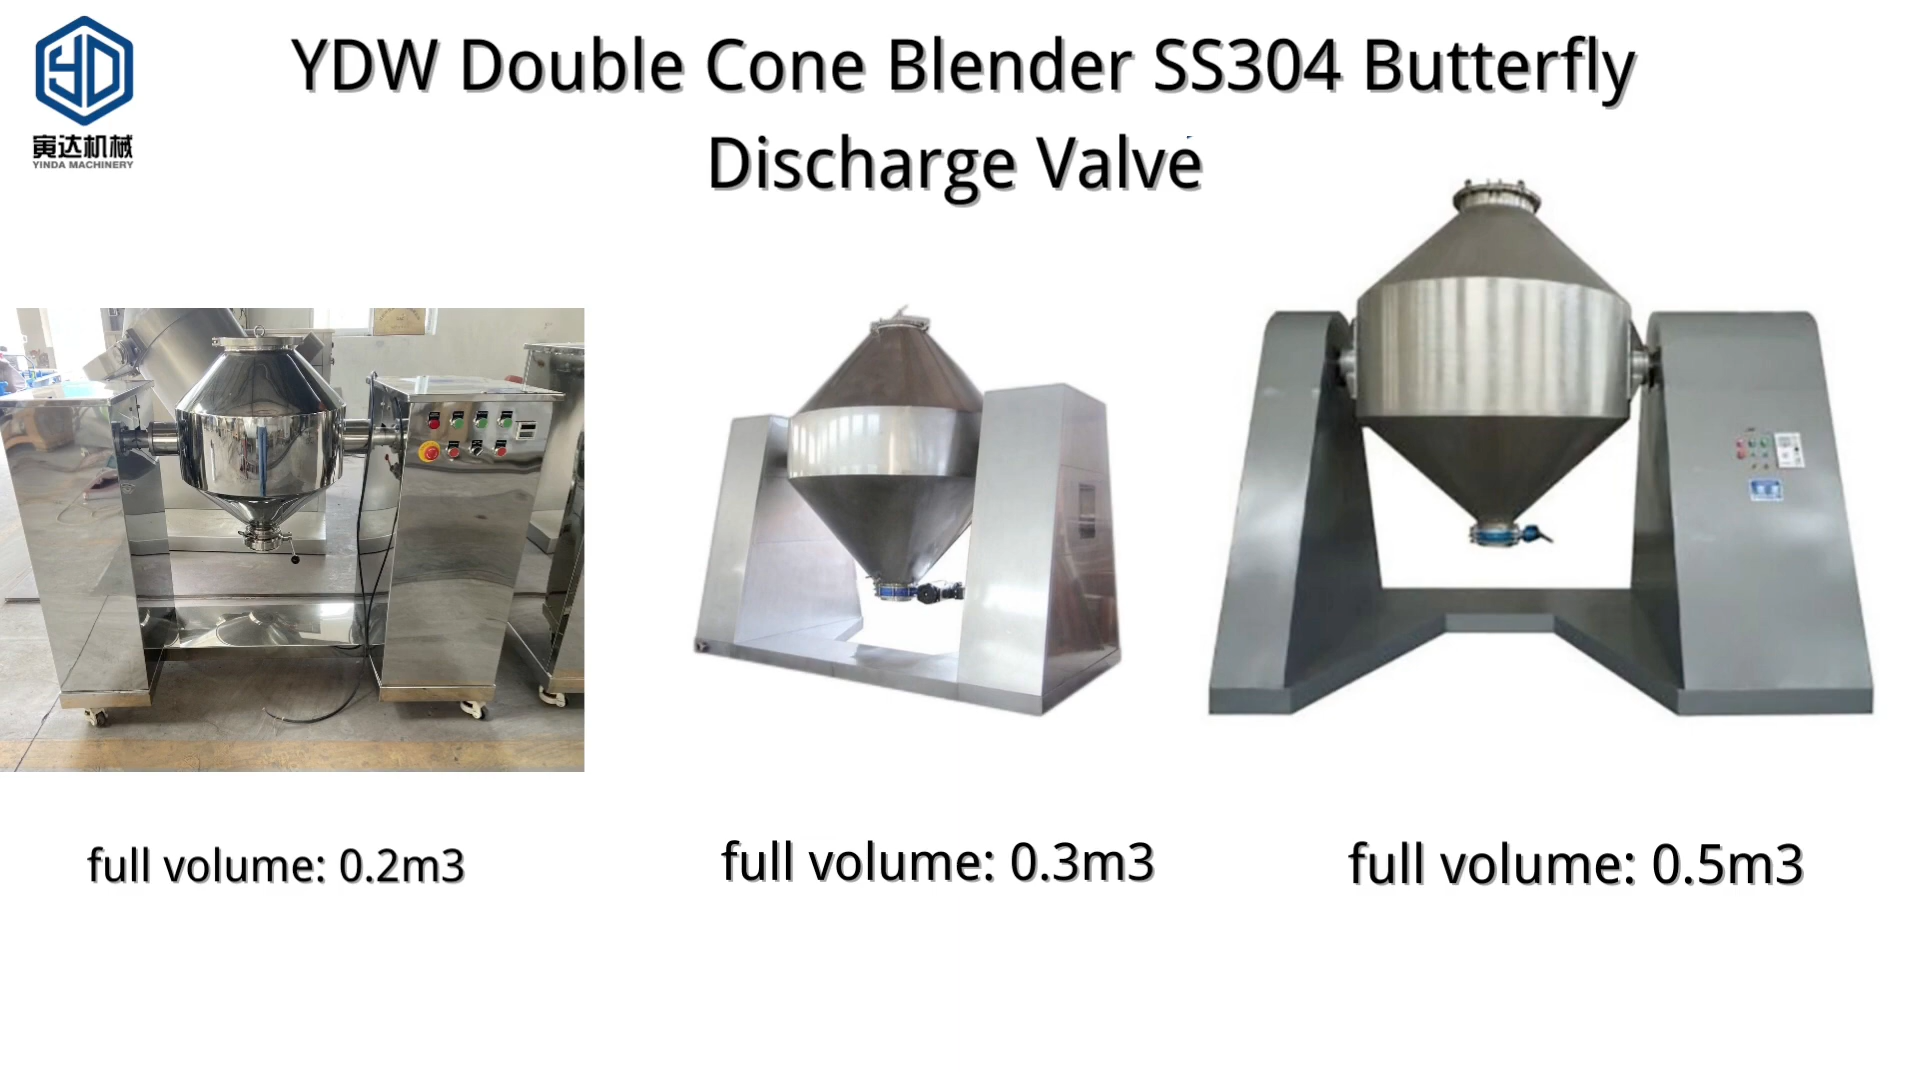 YD
寅达机械
YINDA MACHINERY
YDW Double Cone Blender SS304 Butterfly
Discharge Valve
full volume: 0.2m3
full volume: 0.3m3
full volume: 0.5m3